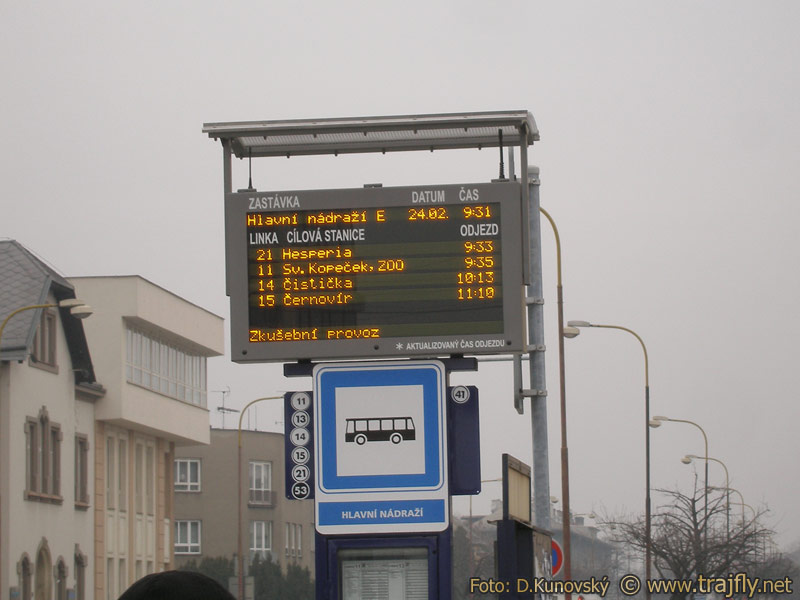 ZASTÁVKA DATUM ČAS
Hlavní nádraží E 24.02. 9:31
LINKA CÍLOVÁ STANICE ODJEZD
21 Hesperia 9:33
11 Sv. Kopeček, ZOO 9:35
14 Čistička 10:13
15 Černovír 11:10
Zkušební provoz
* AKTUALIZOVANÝ ČAS ODJEZDU
11
13
14
15
21
53
41
HLAVNÍ NÁDRAŽÍ
Foto: D.Kunovský © www.trajfly.net